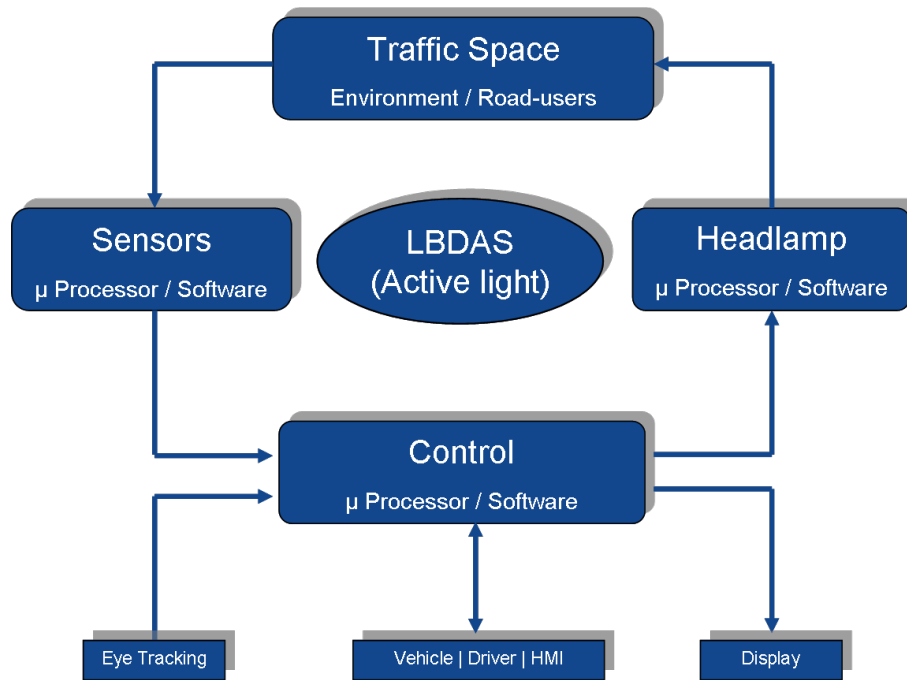 Traffic Space
Environment / Road-users
Sensors
µ Processor / Software
LBDAS
(Active light)
Headlamp
µ Processor / Software
Control
µ Processor / Software
Eye Tracking
Vehicle | Driver | HMI
Display